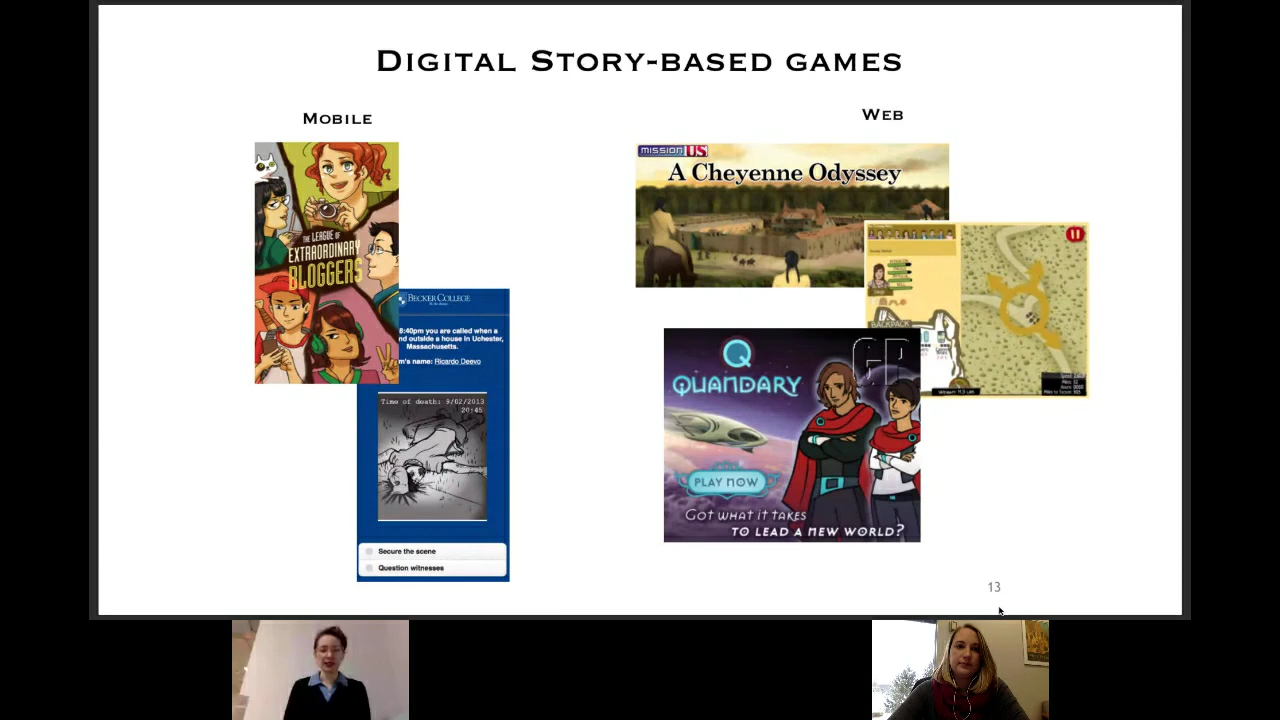 DIGITAL STORY-BASED GAMES
MOBILE
WEB
THE LEAGUE OF
EXTRAORDINARY
BLOGGERS
BECKER COLLEGE
8:40pm you are called when a
nd outside a house in Uchester,
Massachusetts.
m's name: Ricardo Deevo
Time of death: 9/02/2013
20:45
Secure the scene
Question witnesses
MISSION US
A Cheyenne Odyssey
BACKPACK
Q
QUANDARY
GP
PLAY NOW
GOT WHAT IT TAKES
TO LEAD A NEW WORLD?
13